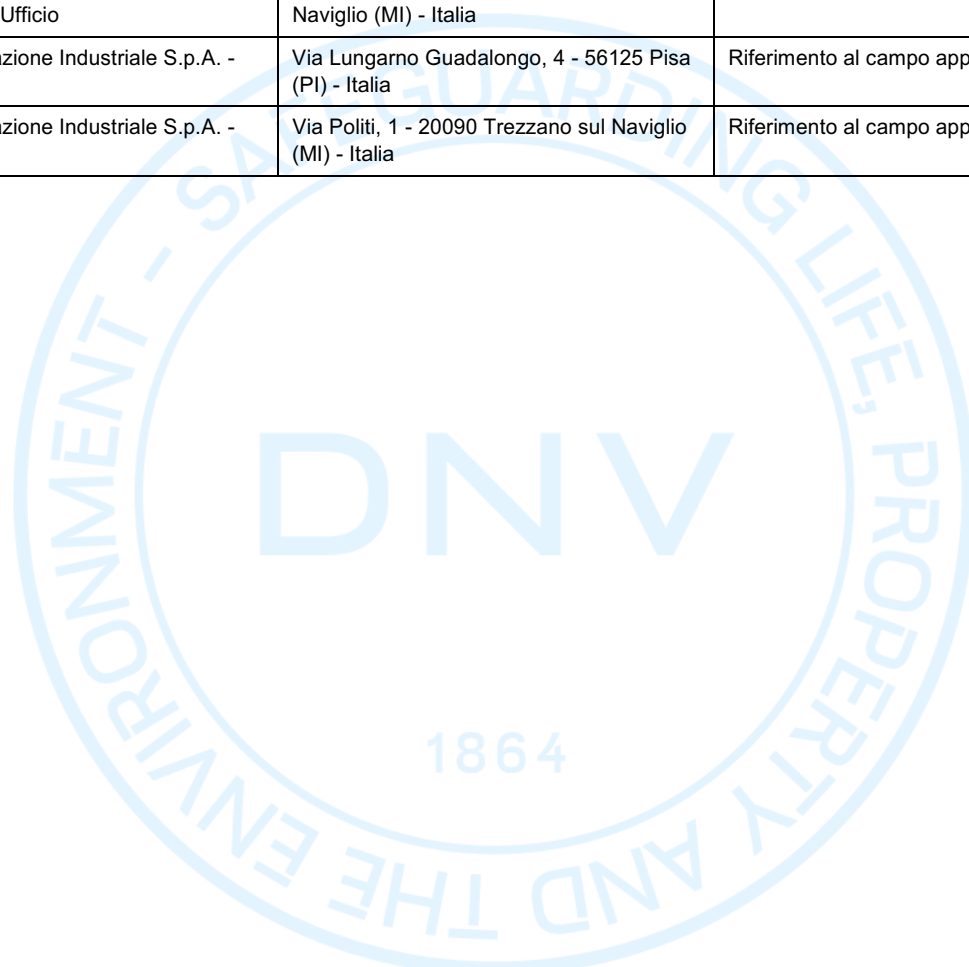 Ufficio
Naviglio (MI) - Italia
azione Industriale S.p.A. -
Via Lungarno Guadalongo, 4 - 56125 Pisa
(PI) - Italia
Riferimento al campo app
azione Industriale S.p.A. -
Via Politi, 1 - 20090 Trezzano sul Naviglio
(MI) - Italia
Riferimento al campo app
SAFEGUARDING LIFE, PROPERTY AND THE ENVIRONMENT -
DNV
1864